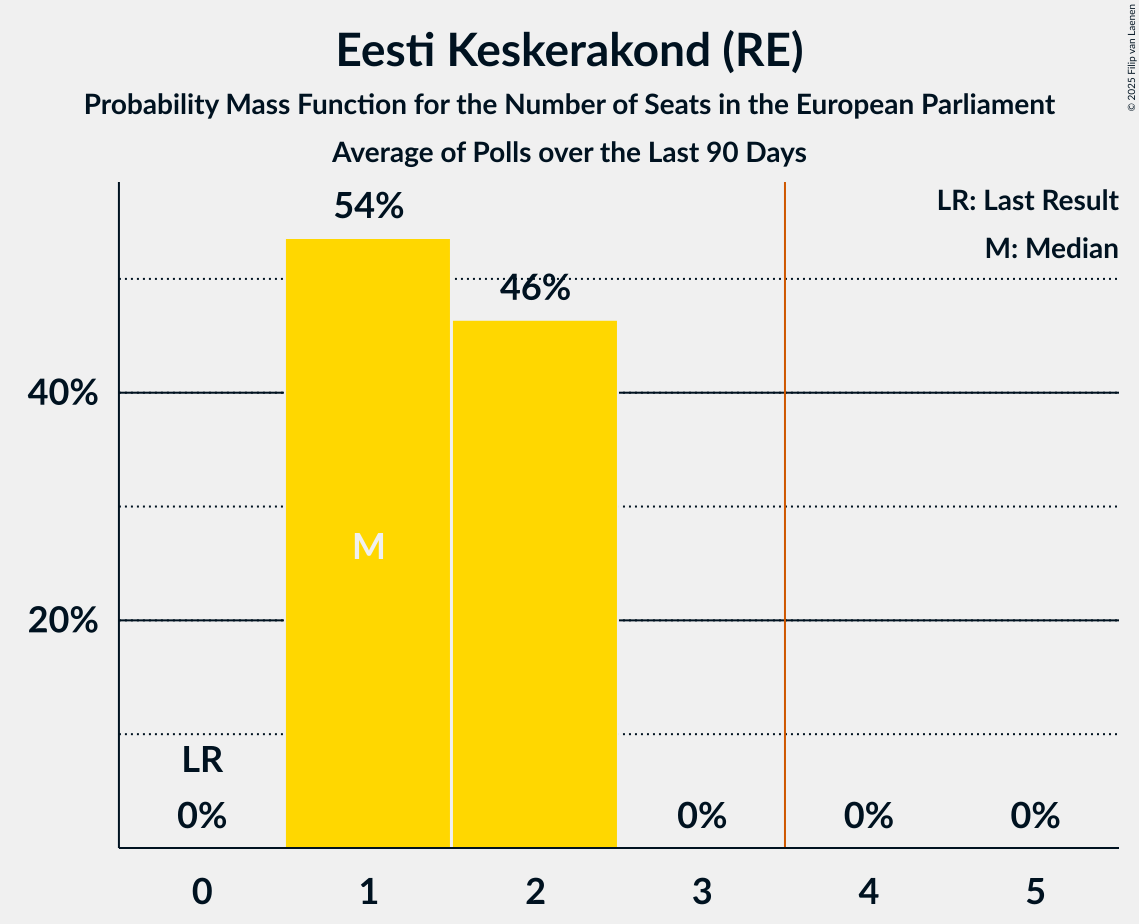 Eesti Keskerakond (RE)
Probability Mass Function for the Number of Seats in the European Parliament
Average of Polls over the Last 90 Days
© 2025 Filip van Laenen
LR: Last Result
M: Median
54%
46%
40%
20%
M
LR
0%
0%
0%
0%
0
1
2
3
4
5